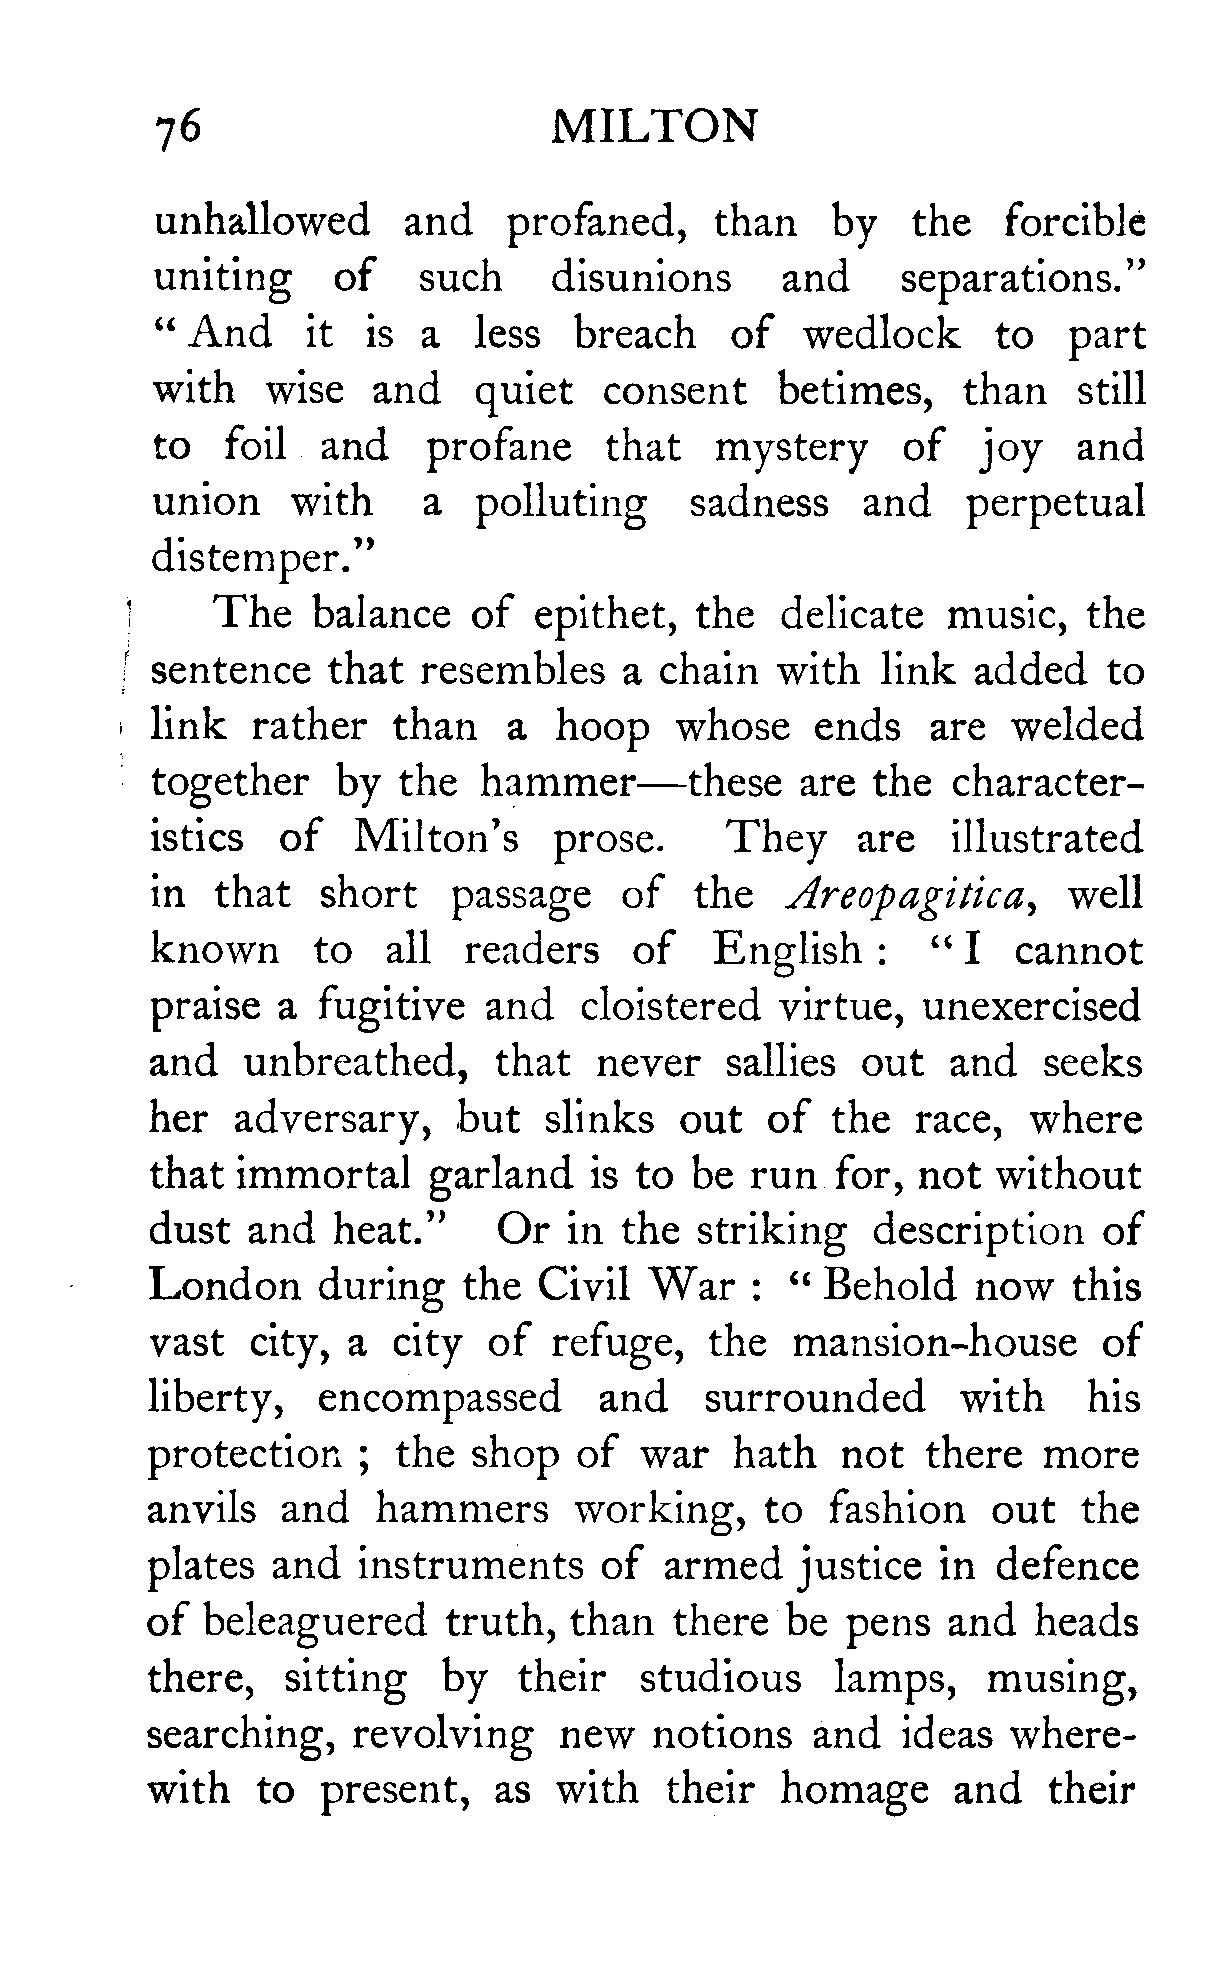 76 MILTON
unhallowed and profaned, than by the forcible
uniting of such disunions and separations."
" And it is a less breach of wedlock to part
with wise and quiet consent betimes, than still
to foil and profane that mystery of joy and
union with a polluting sadness and perpetual
distemper."
The balance of epithet, the delicate music, the
sentence that resembles a chain with link added to
link rather than a hoop whose ends are welded
together by the hammer—these are the character-
istics of Milton's prose. They are illustrated
in that short passage of the Areopagitica, well
known to all readers of English : " I cannot
praise a fugitive and cloistered virtue, unexercised
and unbreathed, that never sallies out and seeks
her adversary, but slinks out of the race, where
that immortal garland is to be run for, not without
dust and heat." Or in the striking description of
London during the Civil War : " Behold now this
vast city, a city of refuge, the mansion-house of
liberty, encompassed and surrounded with his
protection ; the shop of war hath not there more
anvils and hammers working, to fashion out the
plates and instruments of armed justice in defence
of beleaguered truth, than there be pens and heads
there, sitting by their studious lamps, musing,
searching, revolving new notions and ideas where-
with to present, as with their homage and their